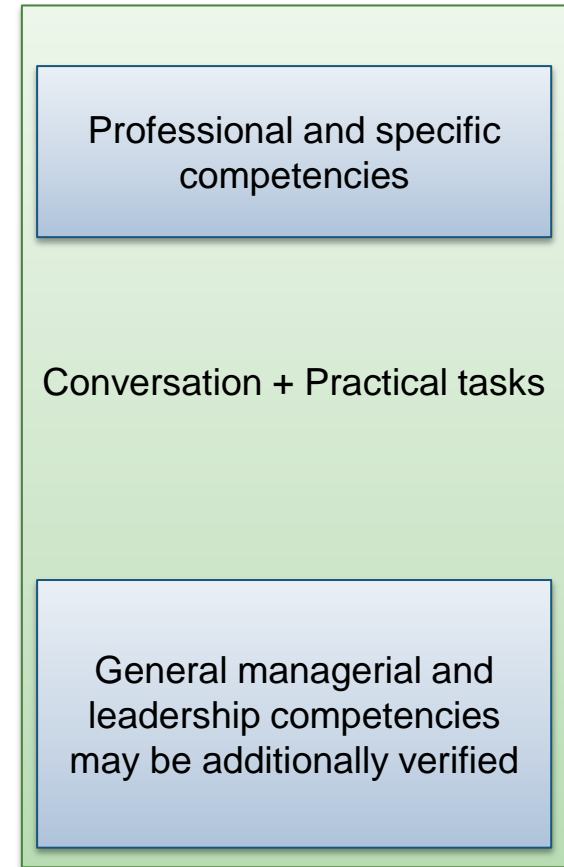 Professional and specific
competencies
Conversation + Practical tasks
General managerial and
leadership competencies
may be additionally verified